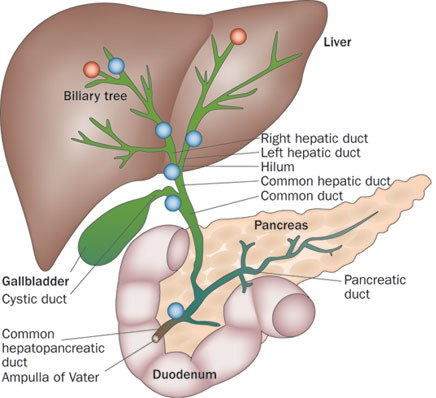 Liver
Biliary tree
Right hepatic duct
Left hepatic duct
Hilum
Common hepatic duct
Common duct
Pancreas
Gallbladder
Cystic duct
Pancreatic
duct
Common
hepatopancreatic
duct
Ampulla of Vater
Duodenum